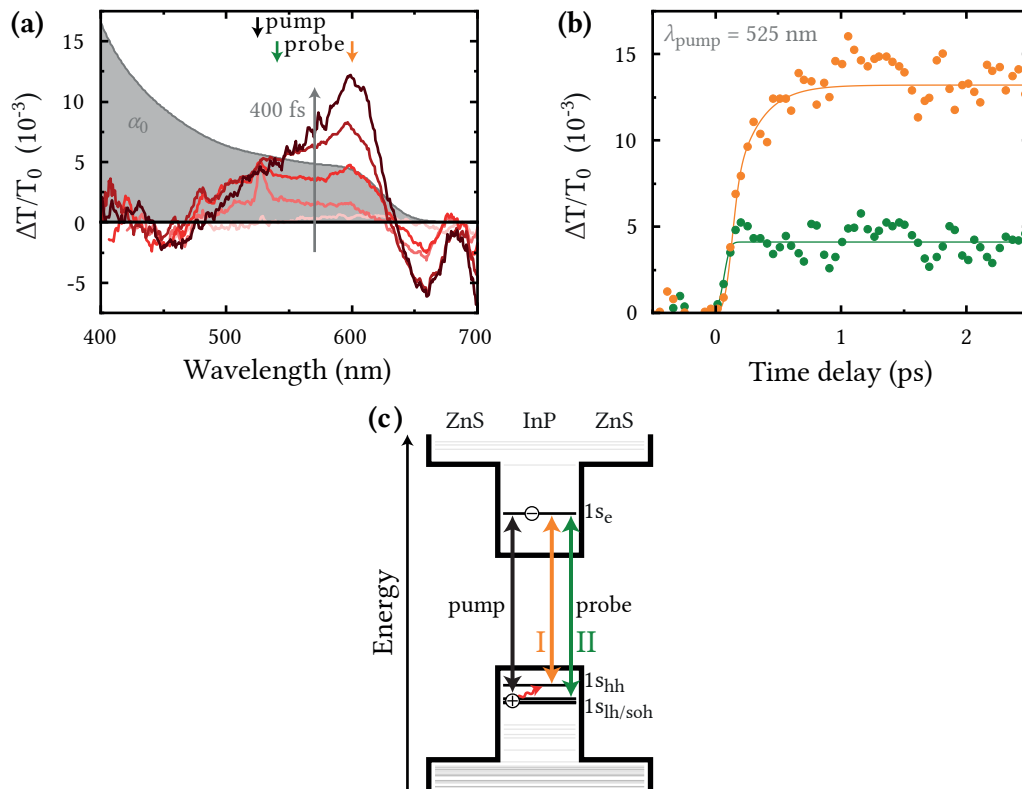 (a)
pump
probe
400 fs
α₀
ΔT/T₀ (10⁻³)
15
10
5
0
-5
400
500
600
700
Wavelength (nm)
(b)
λpump = 525 nm
ΔT/T₀ (10⁻³)
15
10
5
0
0
1
2
Time delay (ps)
(c)
ZnS InP ZnS
Energy
1sₑ
pump
probe
I II
1shh
1slh/soh